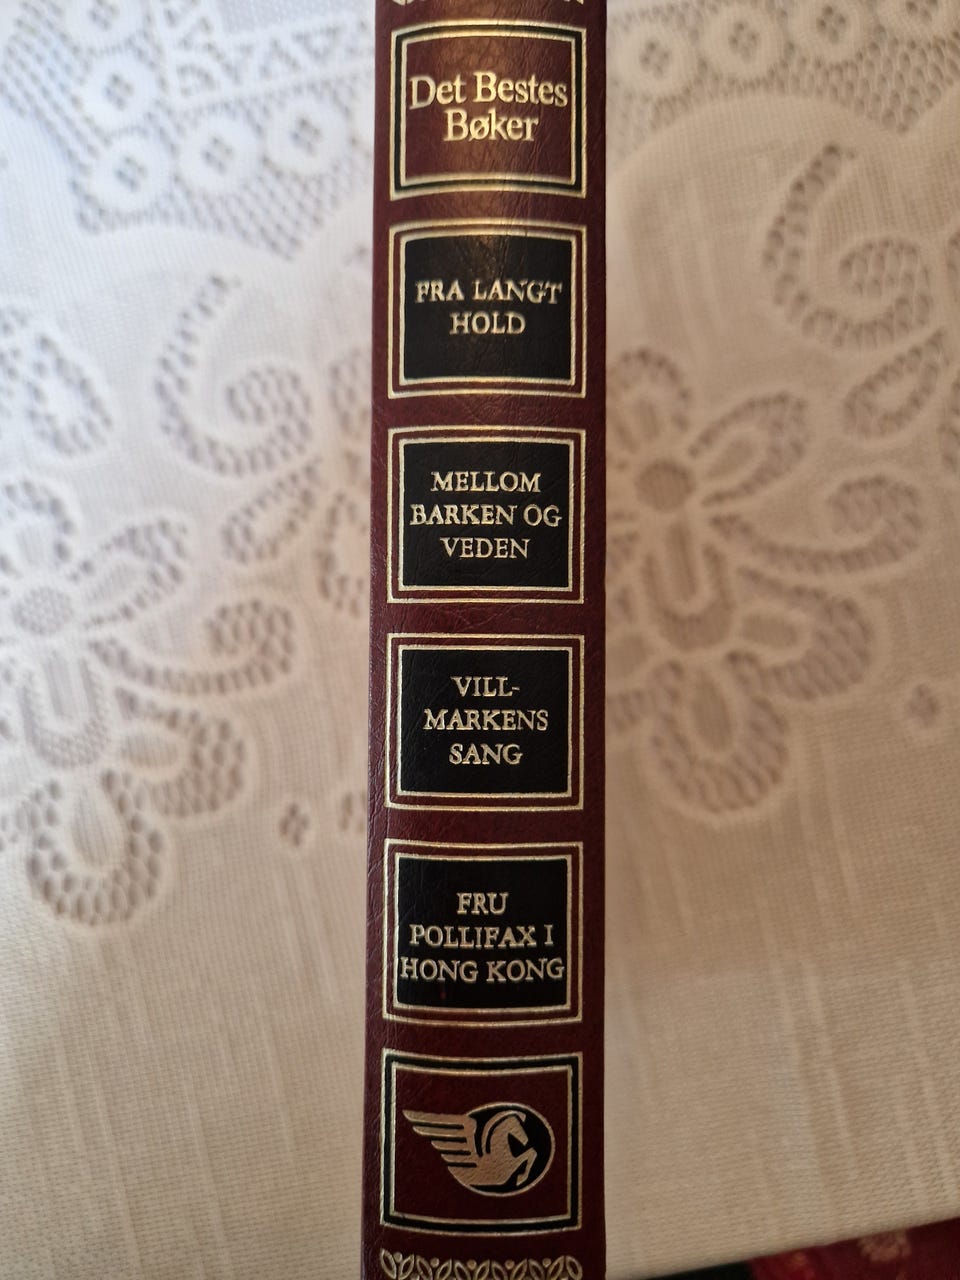 Det Bestes
Bøker
FRA LANGT
HOLD
MELLOM
BARKEN OG
VEDEN
VILL-
MARKENS
SANG
FRU
POLLIFAX I
HONG KONG